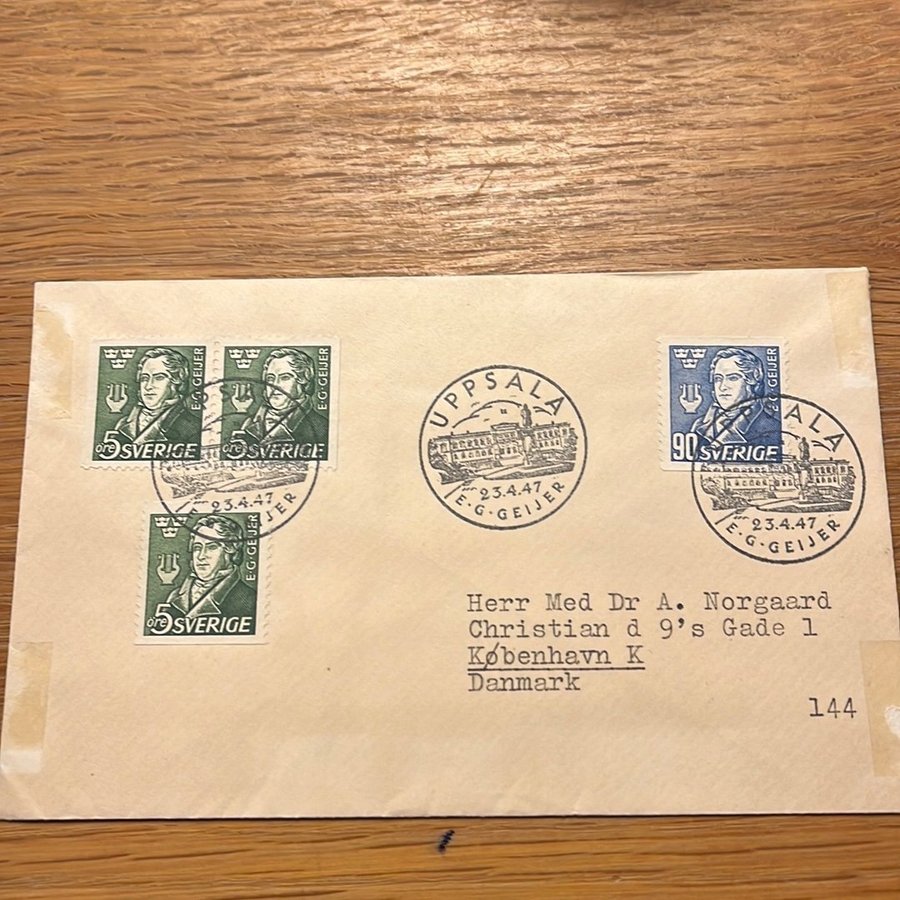 E·G·GEIJER
5 öre SVERIGE
E·G·GEIJER
5 öre SVERIGE
UPPSALA
23.4.47
E·G·GEIJER
E·G·GEIJER
90 SVERIGE
UPPSALA
23.4.47
E·G·GEIJER
23.4.47
E·G·GEIJER
E·G·GEIJER
5 öre SVERIGE
Herr Med Dr A. Norgaard
Christian d 9's Gade 1
København K
Danmark
144